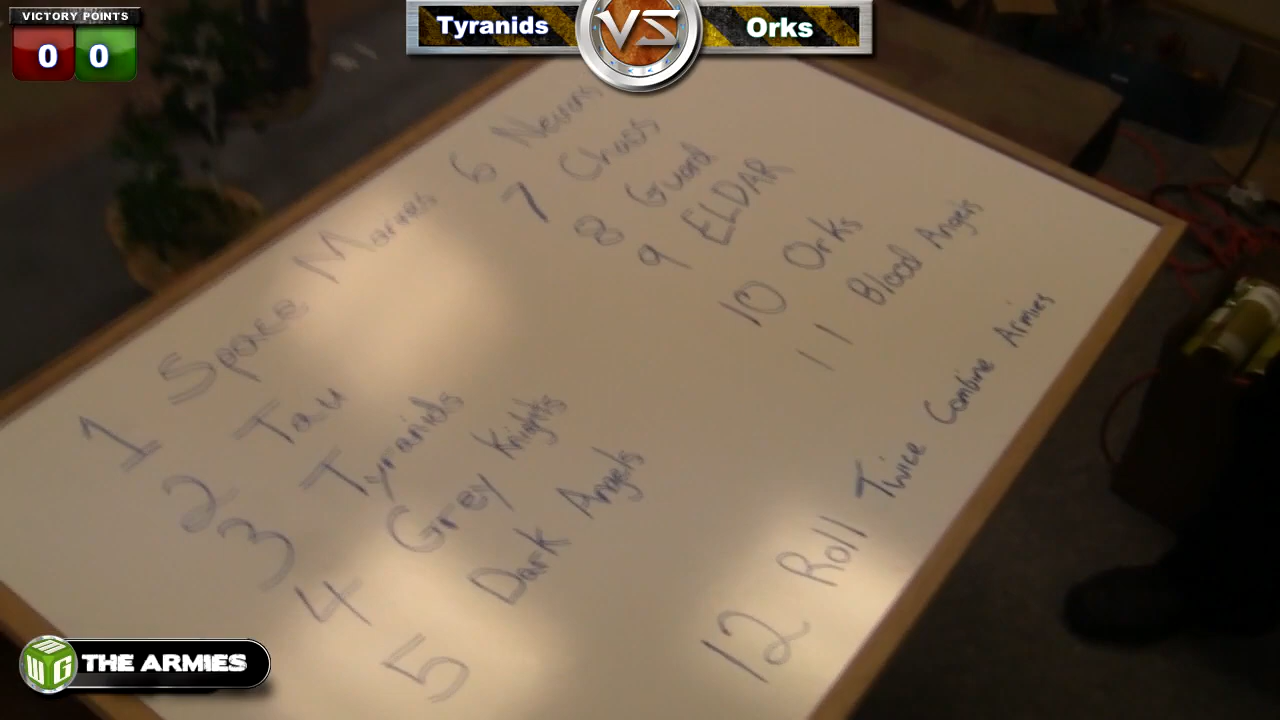 VICTORY POINTS
0 0
Tyranids VS Orks
1 Space Marines
2 Tau
3 Tyranids
4 Grey Knights
5 Dark Angels
6
7 Chaos
8 Guard
9 ELDAR
10 Orks
11 Blood Angels
12 Roll Twice Combine Armies
WG THE ARMIES